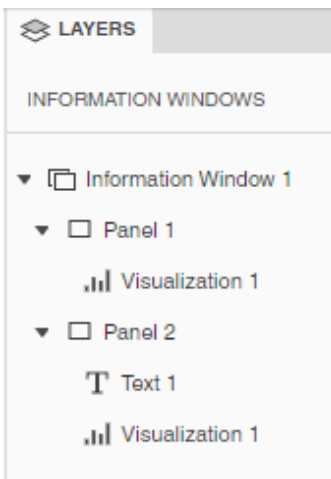 LAYERS
INFORMATION WINDOWS
Information Window 1
Panel 1
Visualization 1
Panel 2
Text 1
Visualization 1